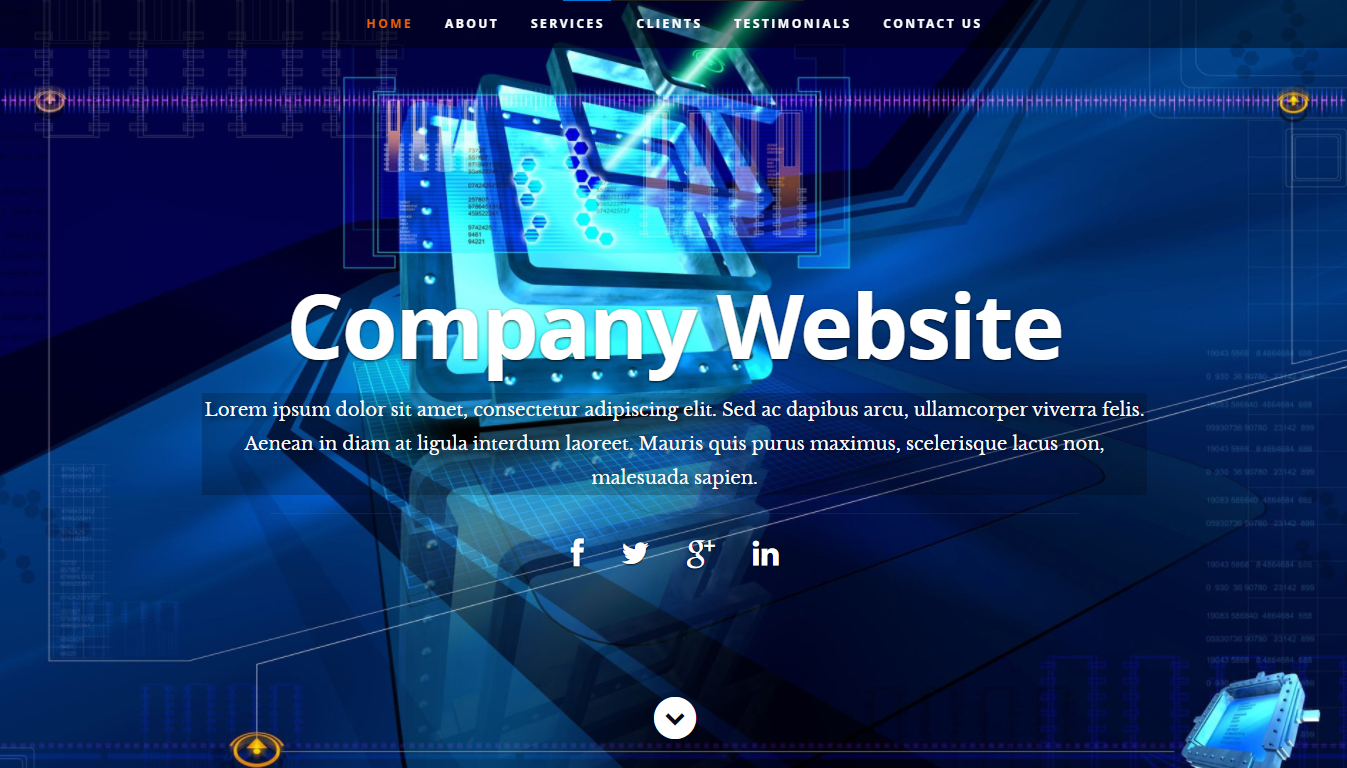 HOME ABOUT SERVICES CLIENTS TESTIMONIALS CONTACT US
Company Website
Lorem ipsum dolor sit amet, consectetur adipiscing elit. Sed ac dapibus arcu, ullamcorper viverra felis.
Aenean in diam at ligula interdum laoreet. Mauris quis purus maximus, scelerisque lacus non,
malesuada sapien.